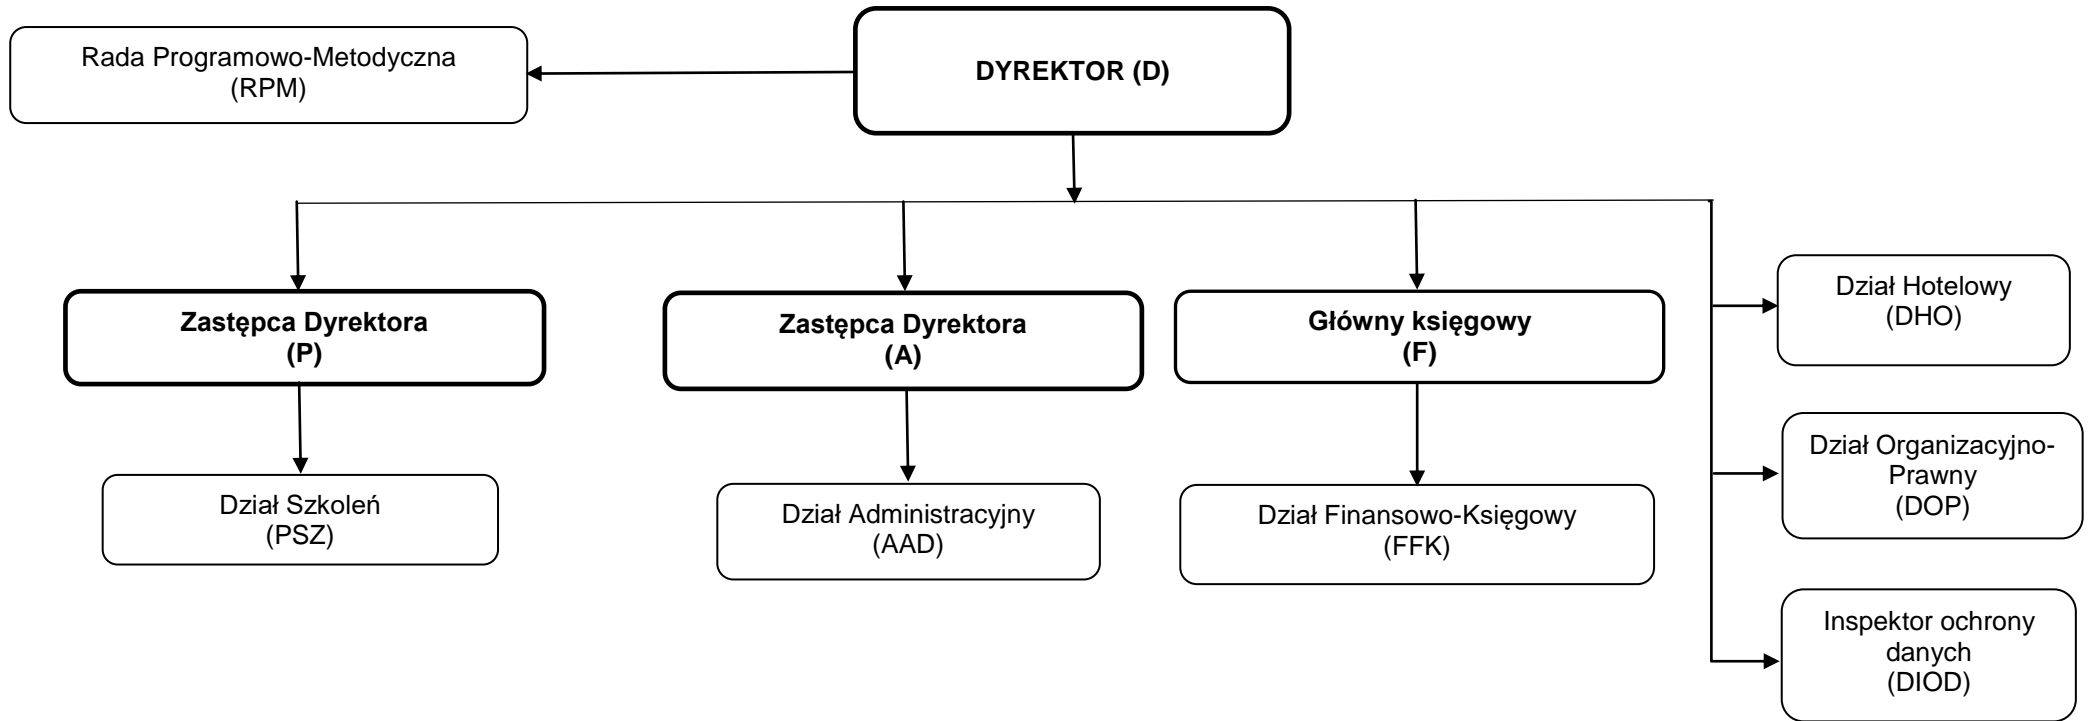 Rada Programowo-Metodyczna
(RPM)
DYREKTOR (D)
Zastępca Dyrektora
(P)
Zastępca Dyrektora
(A)
Główny księgowy
(F)
Dział Hotelowy
(DHO)
Dział Organizacyjno-
Prawny
(DOP)
Dział Szkoleń
(PSZ)
Dział Administracyjny
(AAD)
Dział Finansowo-Księgowy
(FFK)
Inspektor ochrony
danych
(DIOD)